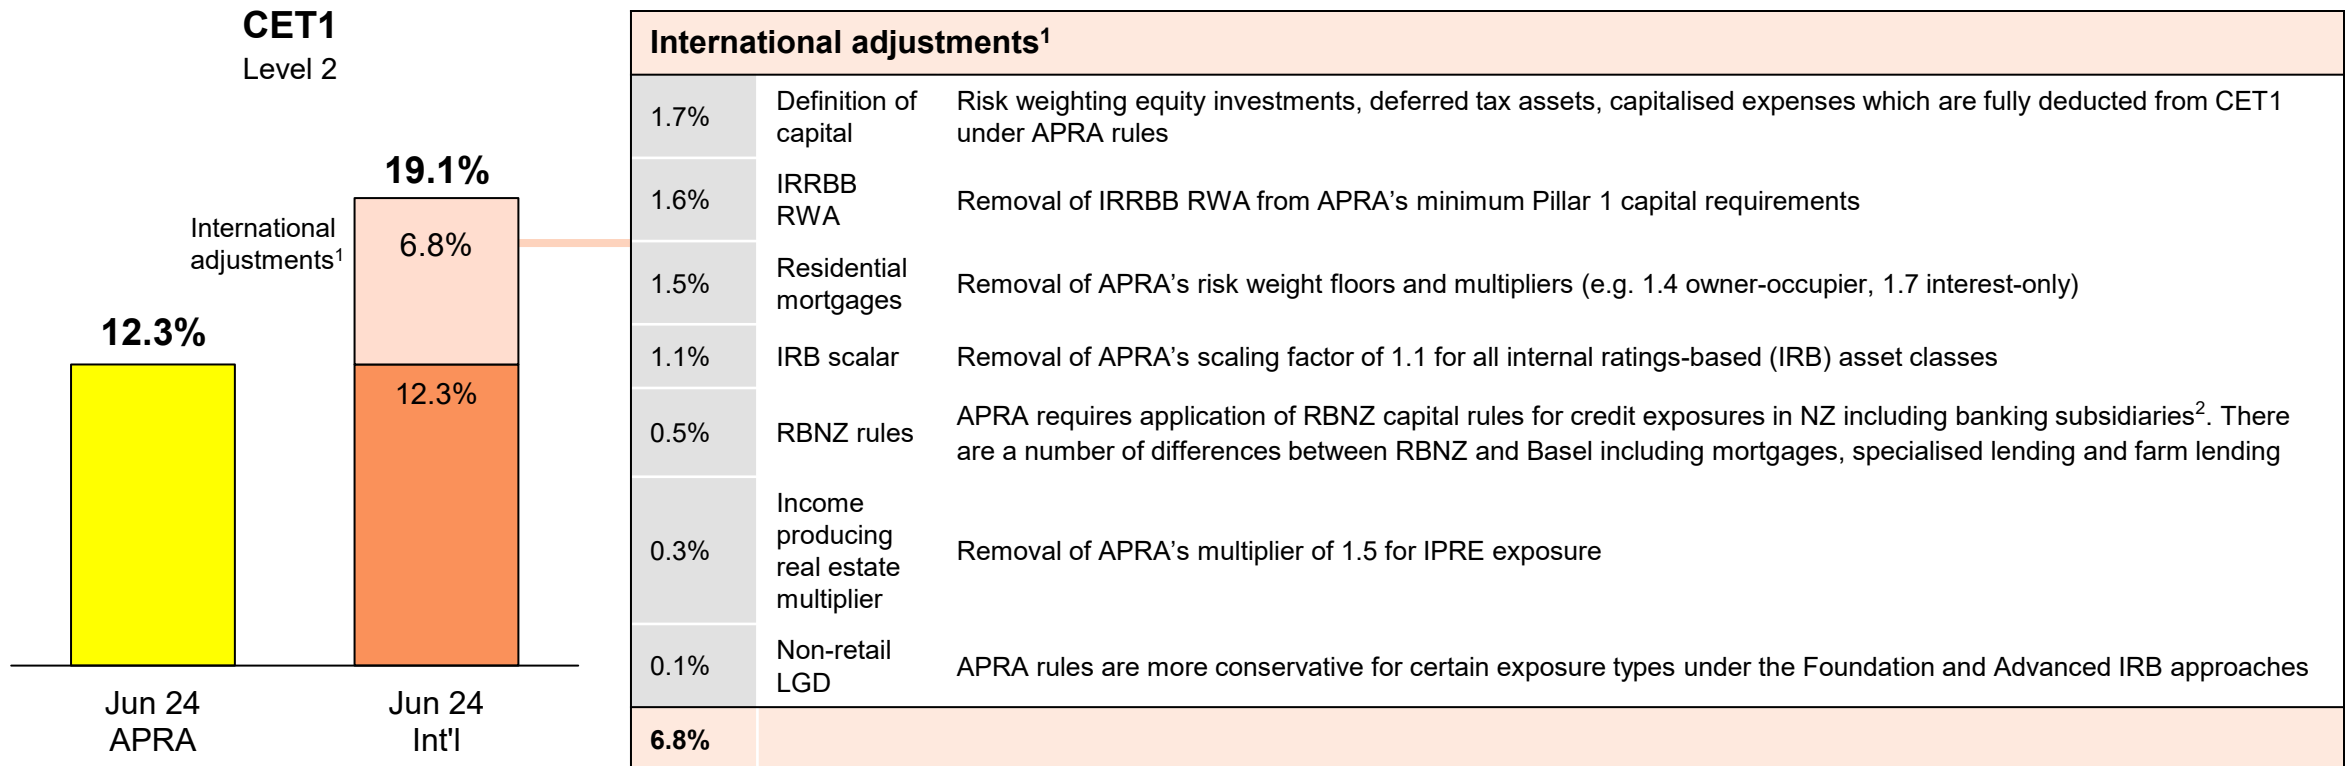 CET1
Level 2
19.1%
International
adjustments¹
6.8%
12.3%
12.3%
Jun 24
APRA
Jun 24
Int'l
International adjustments¹
1.7%
Definition of
capital
Risk weighting equity investments, deferred tax assets, capitalised expenses which are fully deducted from CET1
under APRA rules
1.6%
IRRBB
RWA
Removal of IRRBB RWA from APRA’s minimum Pillar 1 capital requirements
1.5%
Residential
mortgages
Removal of APRA’s risk weight floors and multipliers (e.g. 1.4 owner-occupier, 1.7 interest-only)
1.1%
IRB scalar
Removal of APRA’s scaling factor of 1.1 for all internal ratings-based (IRB) asset classes
0.5%
RBNZ rules
APRA requires application of RBNZ capital rules for credit exposures in NZ including banking subsidiaries². There
are a number of differences between RBNZ and Basel including mortgages, specialised lending and farm lending
0.3%
Income
producing
real estate
multiplier
Removal of APRA’s multiplier of 1.5 for IPRE exposure
0.1%
Non-retail
LGD
APRA rules are more conservative for certain exposure types under the Foundation and Advanced IRB approaches
6.8%